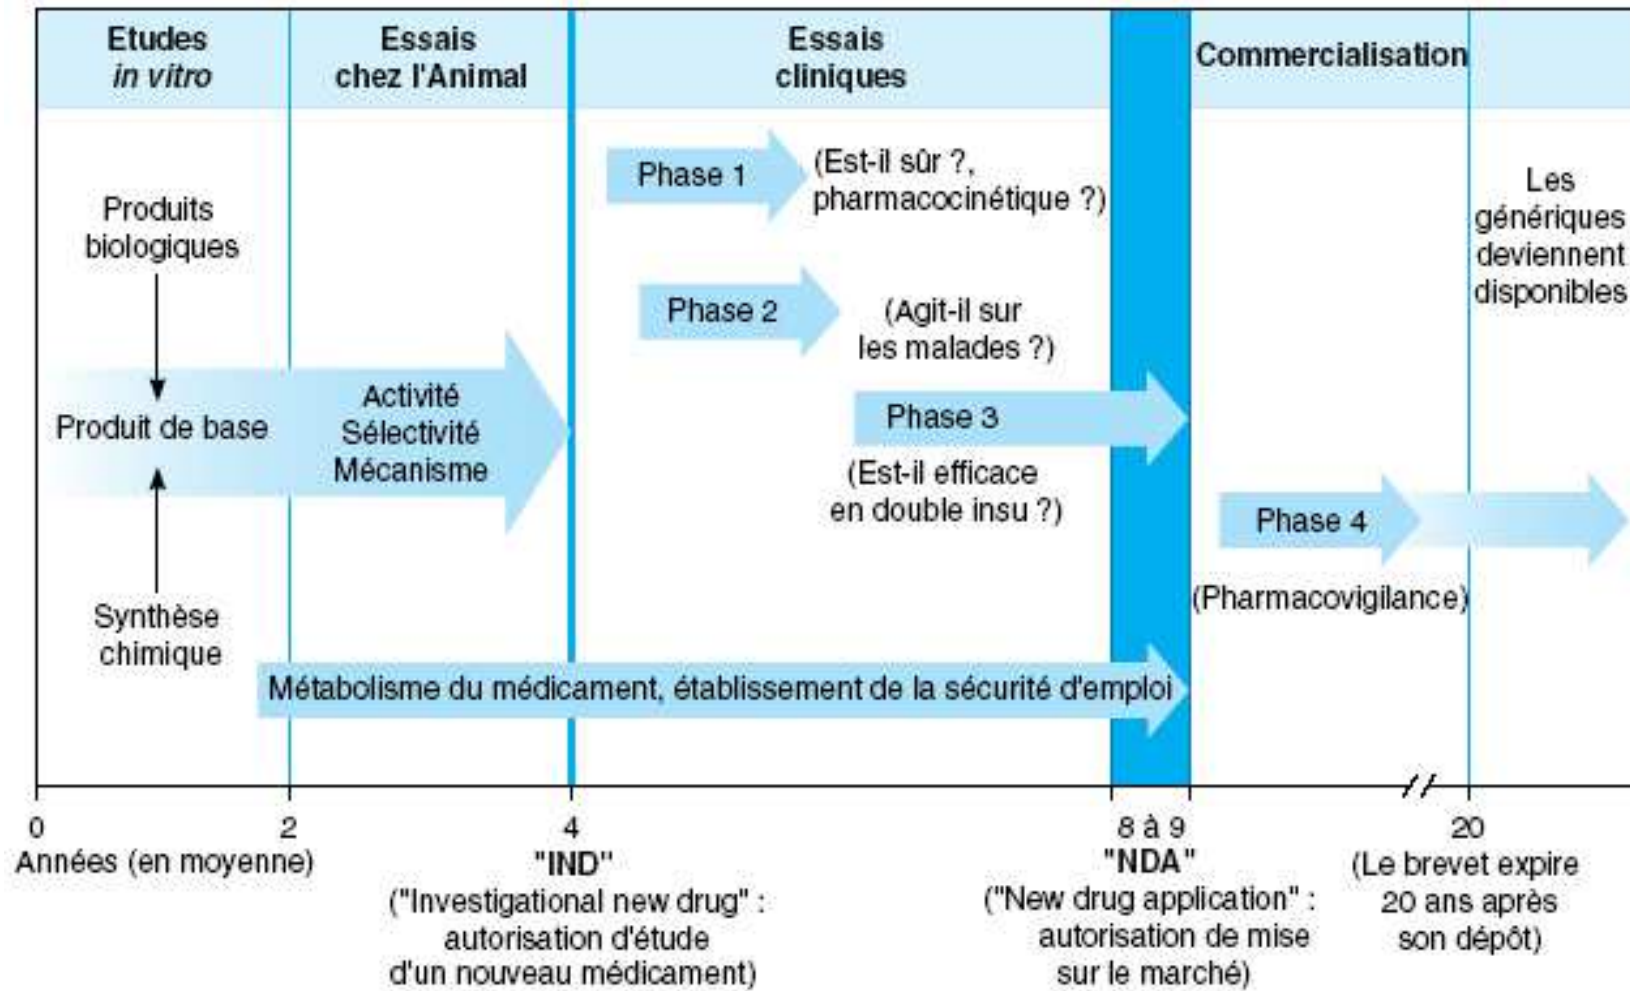 Etudes
in vitro
Essais
chez l'Animal
Essais
cliniques
Commercialisation
Produits
biologiques
Produit de base
Synthèse
chimique
Activité
Sélectivité
Mécanisme
Phase 1
(Est-il sûr ?,
pharmacocinétique ?)
Phase 2
(Agit-il sur
les malades ?)
Phase 3
(Est-il efficace
en double insu ?)
Phase 4
(Pharmacovigilance)
Les
génériques
deviennent
disponibles
Métabolisme du médicament, établissement de la sécurité d'emploi
0
Années (en moyenne)
2
4
"IND"
("Investigational new drug" :
autorisation d'étude
d'un nouveau médicament)
8 à 9
"NDA"
("New drug application" :
autorisation de mise
sur le marché)
20
(Le brevet expire
20 ans après
son dépôt)